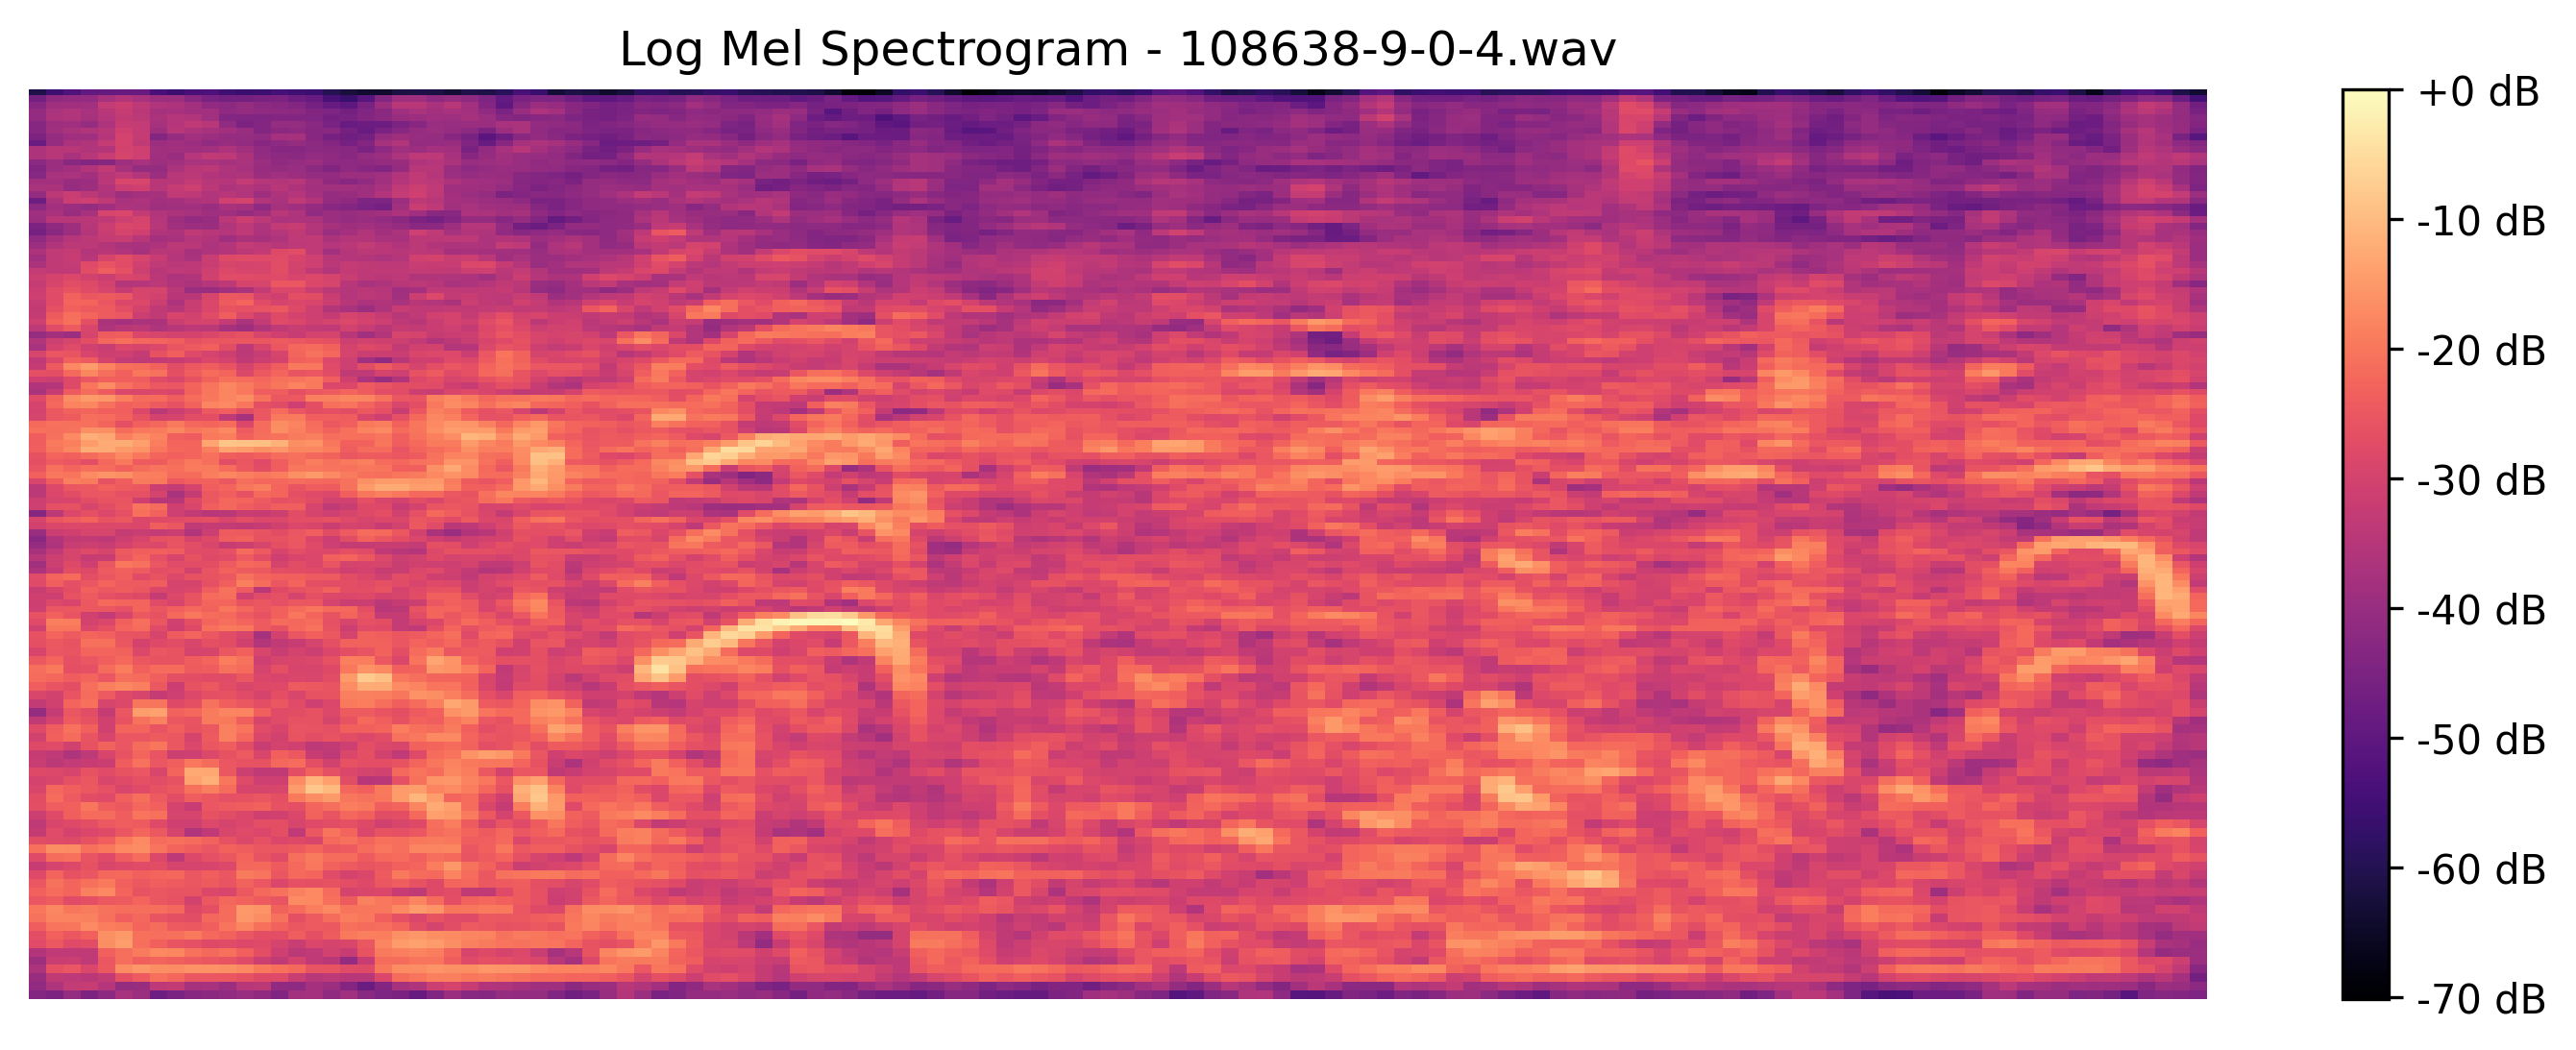 Log Mel Spectrogram - 108638-9-0-4.wav
+0 dB
-10 dB
-20 dB
-30 dB
-40 dB
-50 dB
-60 dB
-70 dB